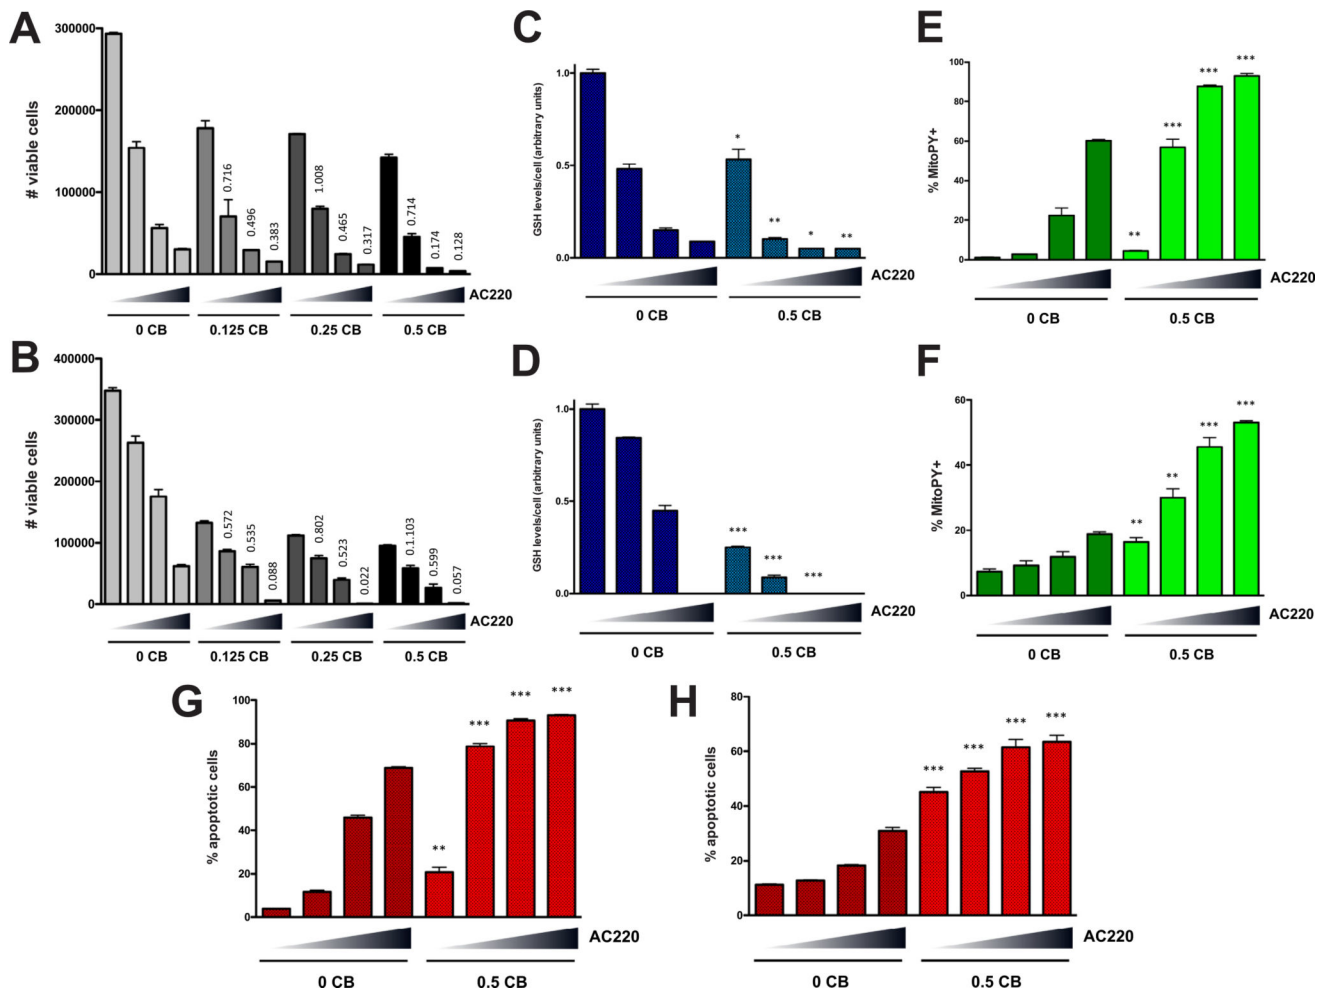 A
# viable cells
300000
200000
100000
0
0.716
0.496
0.383
1.008
0.465
0.317
0.714
0.174
0.128
AC220
0 CB
0.125 CB
0.25 CB
0.5 CB
C
GSH levels/cell (arbitrary units)
1.0
0.5
0.0
*
**
*
**
AC220
0 CB
0.5 CB
E
% MitoPY+
100
80
60
40
20
0
**
***
***
***
AC220
0 CB
0.5 CB
B
# viable cells
400000
300000
200000
100000
0
0.572
0.535
0.088
0.802
0.523
0.022
0.1.103
0.599
0.057
AC220
0 CB
0.125 CB
0.25 CB
0.5 CB
D
GSH levels/cell (arbitrary units)
1.0
0.5
0.0
***
***
***
AC220
0 CB
0.5 CB
F
% MitoPY+
60
40
20
0
**
**
***
***
AC220
0 CB
0.5 CB
G
% apoptotic cells
100
80
60
40
20
0
**
***
***
***
AC220
0 CB
0.5 CB
H
% apoptotic cells
80
60
40
20
0
***
***
***
***
AC220
0 CB
0.5 CB